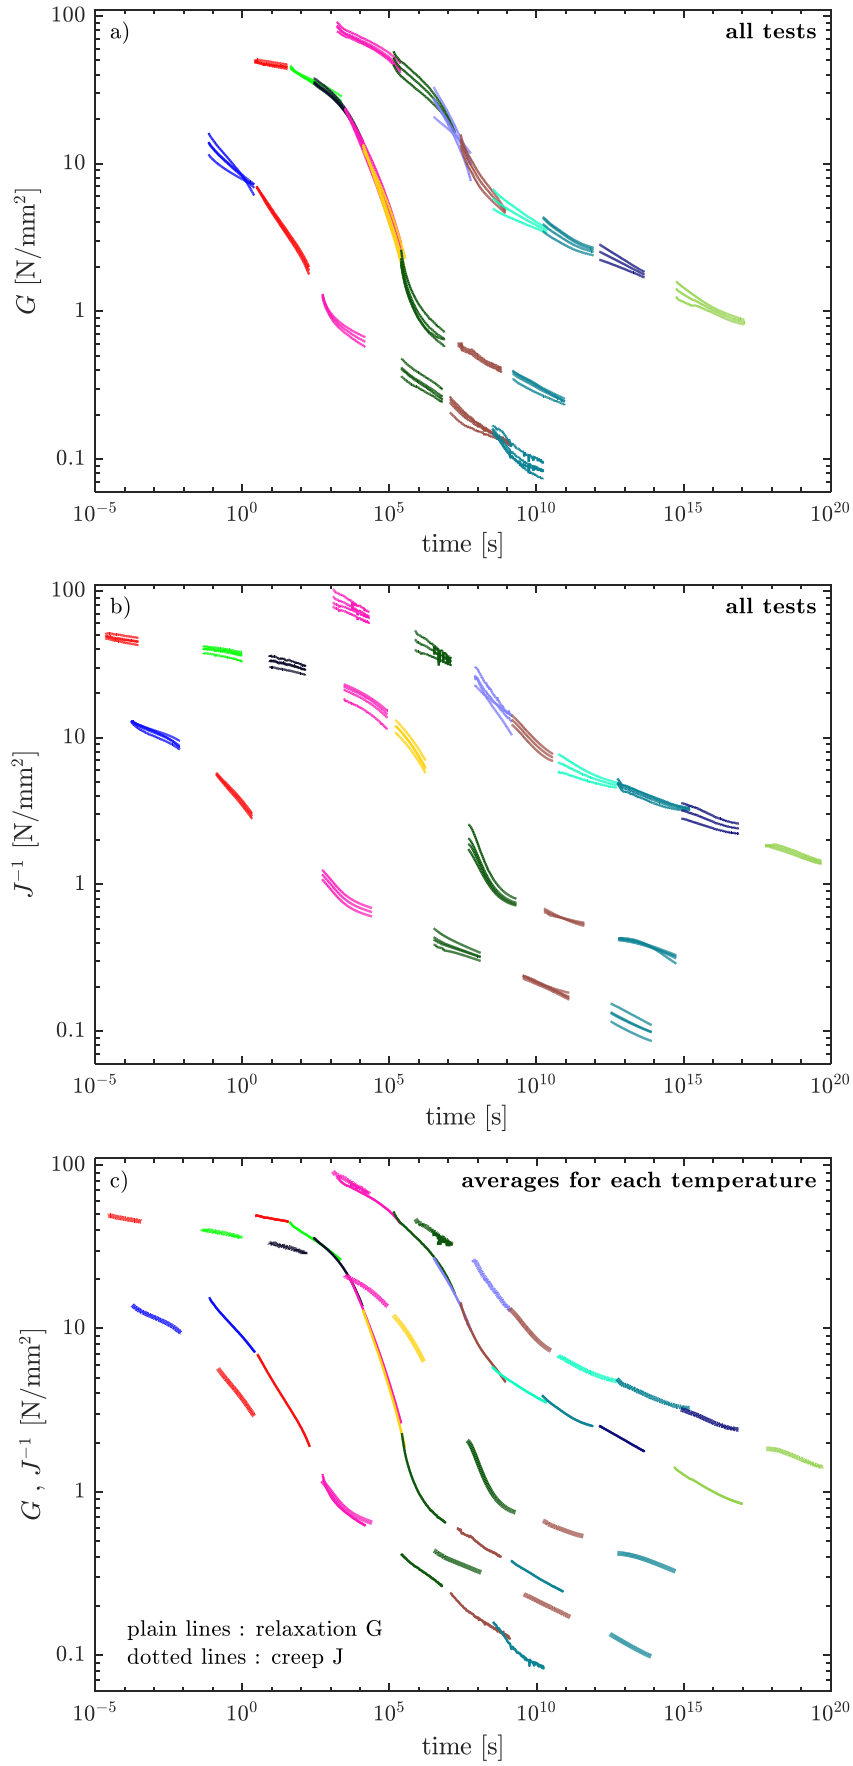 a)
all tests
100
10
1
0.1
G [N/mm²]
10⁻⁵
10⁰
10⁵
10¹⁰
10¹⁵
10²⁰
time [s]
b)
all tests
100
10
1
0.1
J⁻¹ [N/mm²]
10⁻⁵
10⁰
10⁵
10¹⁰
10¹⁵
10²⁰
time [s]
c)
averages for each temperature
100
10
1
0.1
G , J⁻¹ [N/mm²]
plain lines : relaxation G
dotted lines : creep J
10⁻⁵
10⁰
10⁵
10¹⁰
10¹⁵
10²⁰
time [s]